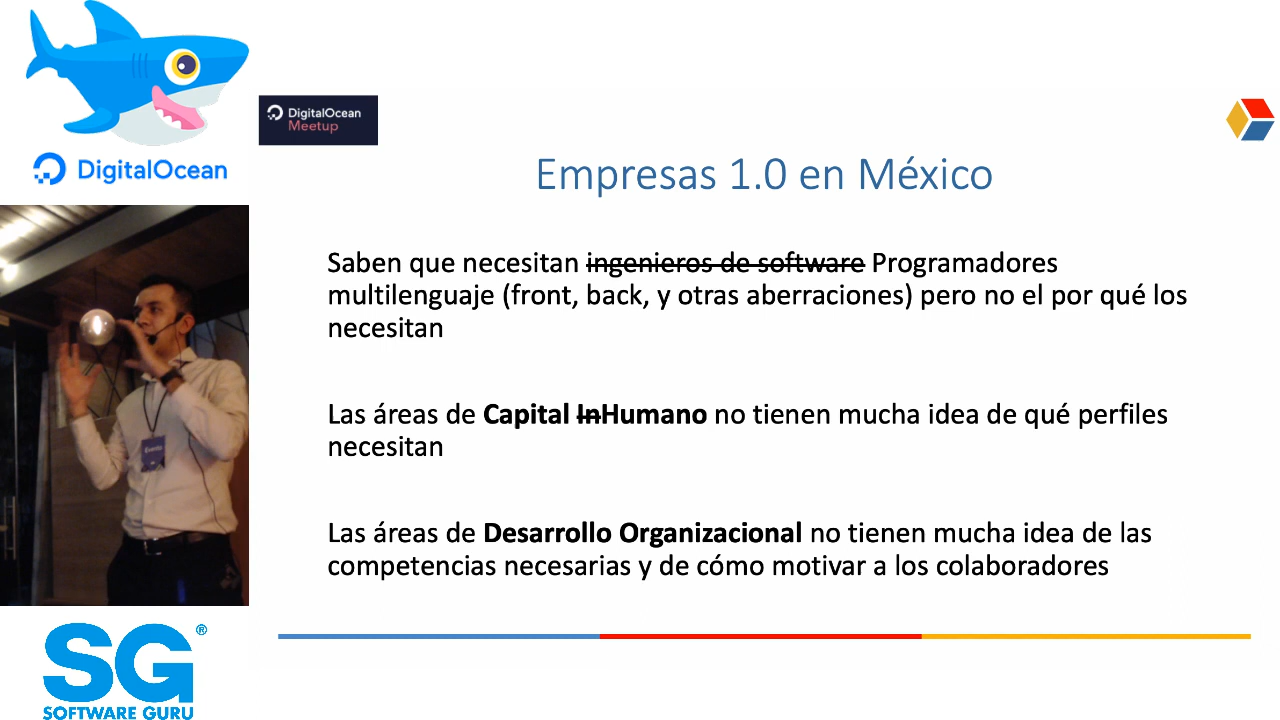 DigitalOcean
DigitalOcean
Meetup
Empresas 1.0 en México
Saben que necesitan ingenieros de software Programadores
multilenguaje (front, back, y otras aberraciones) pero no el por qué los
necesitan
Las áreas de Capital InHumano no tienen mucha idea de qué perfiles
necesitan
Las áreas de Desarrollo Organizacional no tienen mucha idea de las
competencias necesarias y de cómo motivar a los colaboradores
SG®
SOFTWARE GURU